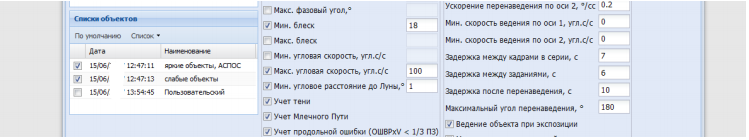 Списки объектов
По умолчанию Список
Дата Наименование
15/06/ 12:47:11 яркие объекты, АСПОС
15/06/ 12:47:13 слабые объекты
15/06/ 13:54:45 Пользовательский
Макс. фазовый угол,°
Мин. блеск 18
Макс. блеск
Мин. угловая скорость, угл.с/с
Макс. угловая скорость, угл.с/с 100
Мин. угловое расстояние до Луны,° 1
Учет тени
Учет Млечного Пути
Учет продольной ошибки (ОШВРxV < 1/3 ПЗ)
Ускорение перенаведения по оси 2, °/сс 0.2
Мин. скорость ведения по оси 1, угл.с/с 0
Мин. скорость ведения по оси 2, угл.с/с 0
Задержка между кадрами в серии, с 7
Задержка между заданиями, с 6
Задержка после перенаведения, с 10
Максимальный угол перенаведения, ° 180
Ведение объекта при экспозиции